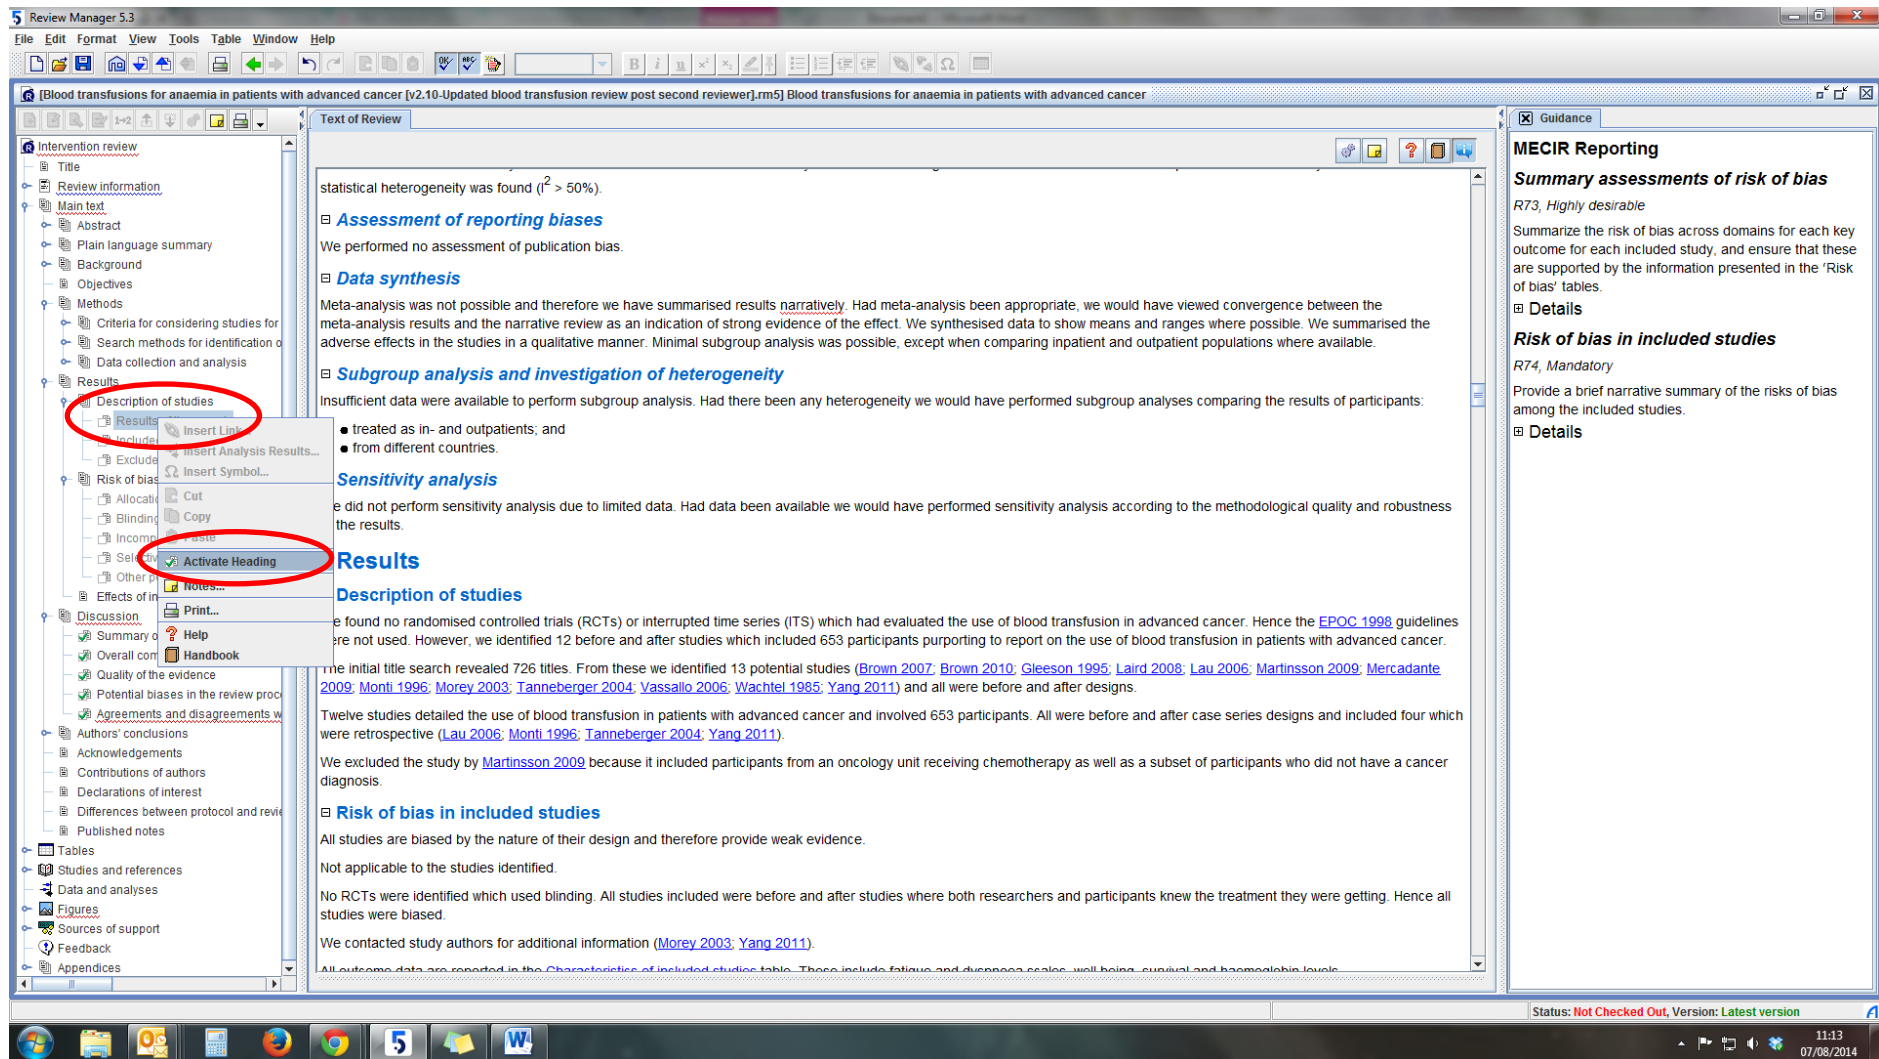 Review Manager 5.3
File Edit Format View Tools Table Window Help
[Blood transfusions for anaemia in patients with advanced cancer [v2.10-Updated blood transfusion review post second reviewer].rm5] Blood transfusions for anaemia in patients with advanced cancer
Intervention review
Title
Review information
Main text
Abstract
Plain language summary
Background
Objectives
Methods
Criteria for considering studies for
Search methods for identification o
Data collection and analysis
Results
Description of studies
Results
Include
Exclude
Risk of bias
Allocati
Blinding
Incomp
Selectiv
Other p
Effects of in
Discussion
Summary o
Overall com
Quality of the evidence
Potential biases in the review proc
Agreements and disagreements w
Authors' conclusions
Acknowledgements
Contributions of authors
Declarations of interest
Differences between protocol and revie
Published notes
Tables
Studies and references
Data and analyses
Figures
Sources of support
Feedback
Appendices
Insert Link...
Insert Analysis Results...
Insert Symbol...
Cut
Copy
Paste
Activate Heading
Notes...
Print...
Help
Handbook
Text of Review
statistical heterogeneity was found (I² > 50%).
Assessment of reporting biases
We performed no assessment of publication bias.
Data synthesis
Meta-analysis was not possible and therefore we have summarised results narratively. Had meta-analysis been appropriate, we would have viewed convergence between the
meta-analysis results and the narrative review as an indication of strong evidence of the effect. We synthesised data to show means and ranges where possible. We summarised the
adverse effects in the studies in a qualitative manner. Minimal subgroup analysis was possible, except when comparing inpatient and outpatient populations where available.
Subgroup analysis and investigation of heterogeneity
Insufficient data were available to perform subgroup analysis. Had there been any heterogeneity we would have performed subgroup analyses comparing the results of participants:
● treated as in- and outpatients; and
● from different countries.
Sensitivity analysis
e did not perform sensitivity analysis due to limited data. Had data been available we would have performed sensitivity analysis according to the methodological quality and robustness
the results.
Results
Description of studies
e found no randomised controlled trials (RCTs) or interrupted time series (ITS) which had evaluated the use of blood transfusion in advanced cancer. Hence the EPOC 1998 guidelines
ere not used. However, we identified 12 before and after studies which included 653 participants purporting to report on the use of blood transfusion in patients with advanced cancer.
The initial title search revealed 726 titles. From these we identified 13 potential studies (Brown 2007; Brown 2010; Gleeson 1995; Laird 2008; Lau 2006; Martinsson 2009; Mercadante
2009; Monti 1996; Morey 2003; Tanneberger 2004; Vassallo 2006; Wachtel 1985; Yang 2011) and all were before and after designs.
Twelve studies detailed the use of blood transfusion in patients with advanced cancer and involved 653 participants. All were before and after case series designs and included four which
were retrospective (Lau 2006; Monti 1996; Tanneberger 2004; Yang 2011).
We excluded the study by Martinsson 2009 because it included participants from an oncology unit receiving chemotherapy as well as a subset of participants who did not have a cancer
diagnosis.
Risk of bias in included studies
All studies are biased by the nature of their design and therefore provide weak evidence.
Not applicable to the studies identified.
No RCTs were identified which used blinding. All studies included were before and after studies where both researchers and participants knew the treatment they were getting. Hence all
studies were biased.
We contacted study authors for additional information (Morey 2003; Yang 2011).
All outcome data are reported in the Characteristics of included studies table. These include fatigue and dyspnoea scales, well being, survival and haemoglobin levels.
Guidance
MECIR Reporting
Summary assessments of risk of bias
R73, Highly desirable
Summarize the risk of bias across domains for each key
outcome for each included study, and ensure that these
are supported by the information presented in the 'Risk
of bias' tables.
Details
Risk of bias in included studies
R74, Mandatory
Provide a brief narrative summary of the risks of bias
among the included studies.
Details
Status: Not Checked Out, Version: Latest version
11:13
07/08/2014